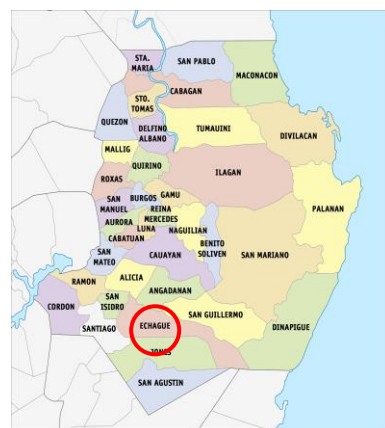 STA.
MARIA
SAN PABLO
MACONACON
CABAGAN
STO.
TOMAS
QUEZON
DELFINO
ALBANO
TUMAUINI
DIVILACAN
MALLIG
QUIRINO
ILAGAN
ROXAS
SAN
MANUEL
BURGOS
GAMU
REINA
MERCEDES
PALANAN
AURORA
LUNA
NAGUILIAN
CABATUAN
BENITO
SOLIVEN
SAN
MATEO
CAUAYAN
SAN MARIANO
ALICIA
RAMON
ANGADANAN
SAN
ISIDRO
CORDON
SAN GUILLERMO
SANTIAGO
ECHAGUE
DINAPIGUE
JONES
SAN AGUSTIN